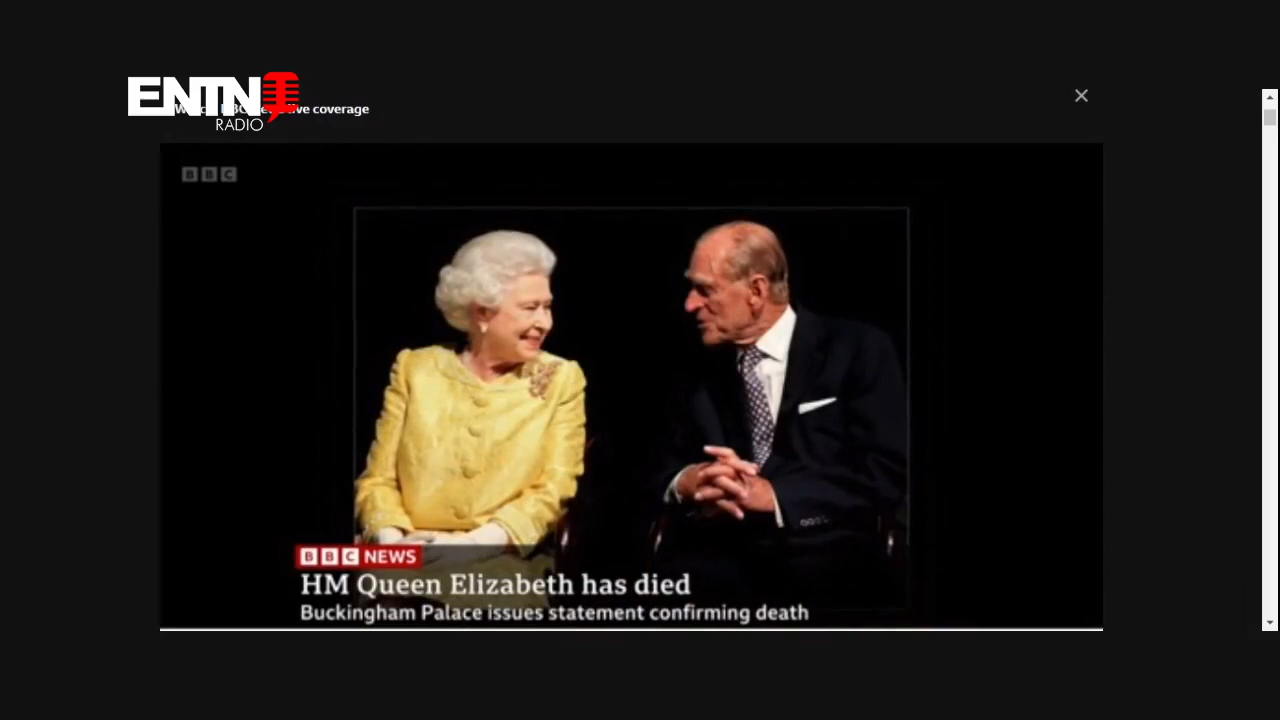 ENTN
RADIO
live coverage
BBC
BBC NEWS
HM Queen Elizabeth has died
Buckingham Palace issues statement confirming death